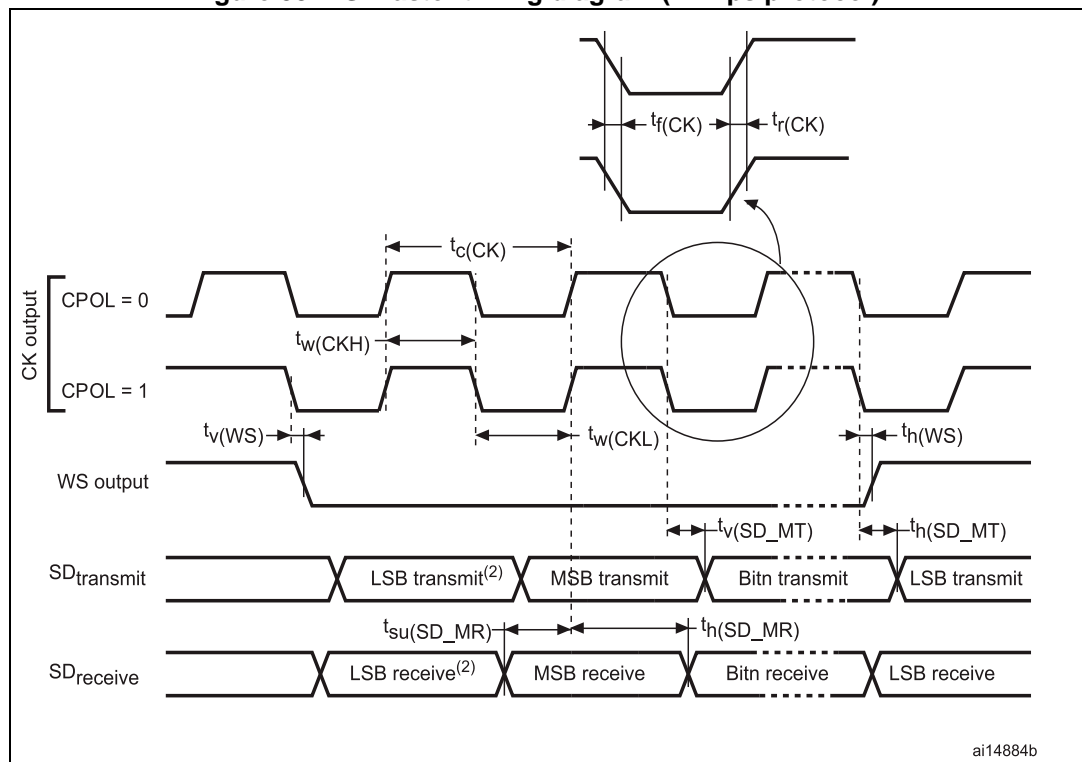 tf(CK)
tr(CK)
tc(CK)
CK output
CPOL = 0
tw(CKH)
CPOL = 1
tv(WS)
tw(CKL)
th(WS)
WS output
tv(SD_MT)
th(SD_MT)
SDtransmit
LSB transmit(2)
MSB transmit
Bitn transmit
LSB transmit
tsu(SD_MR)
th(SD_MR)
SDreceive
LSB receive(2)
MSB receive
Bitn receive
LSB receive
ai14884b